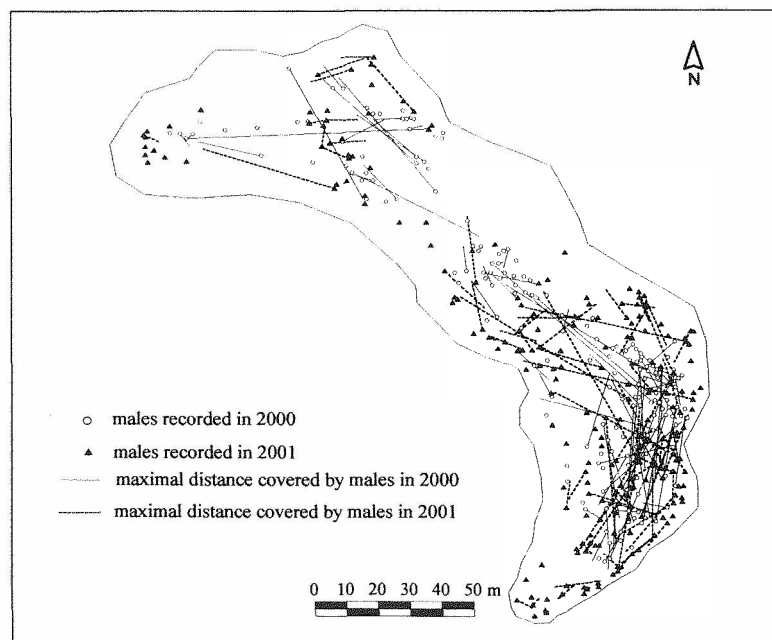 N
males recorded in 2000
males recorded in 2001
maximal distance covered by males in 2000
maximal distance covered by males in 2001
0 10 20 30 40 50 m